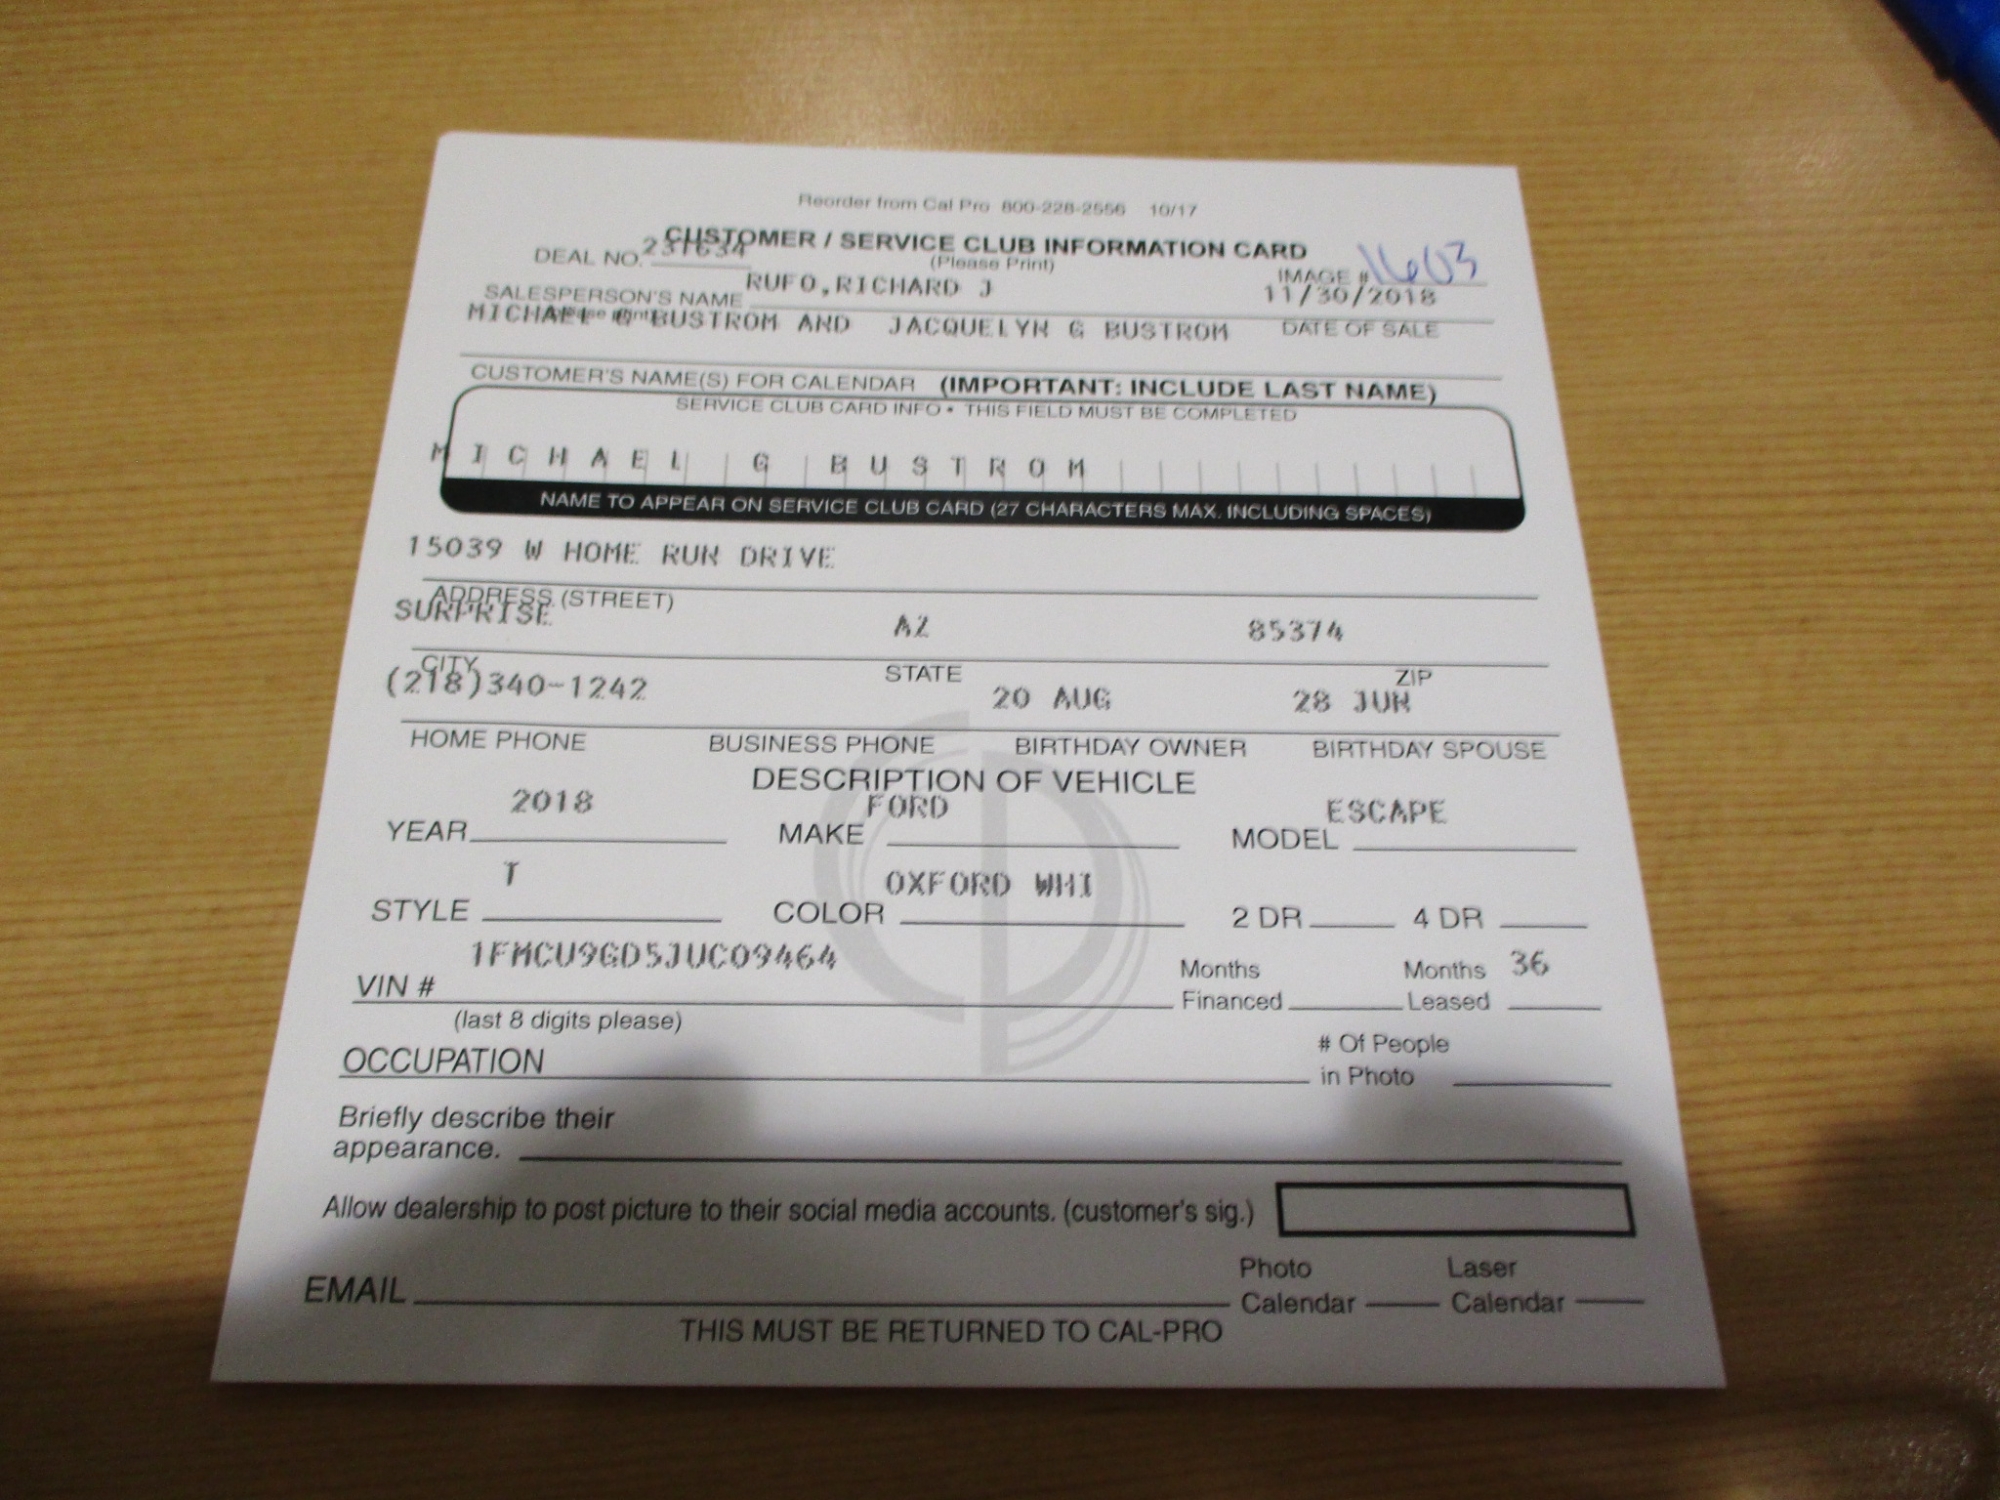 Reorder from Cal Pro 800-228-2556 10/17
CUSTOMER / SERVICE CLUB INFORMATION CARD
(Please Print)
DEAL NO. 231634
IMAGE # 1603
RUFO,RICHARD J
11/30/2018
SALESPERSON'S NAME
DATE OF SALE
MICHAEL G BUSTROM AND JACQUELYN G BUSTROM
CUSTOMER'S NAME(S) FOR CALENDAR (IMPORTANT: INCLUDE LAST NAME)
SERVICE CLUB CARD INFO • THIS FIELD MUST BE COMPLETED
MICHAEL G BUSTROM
NAME TO APPEAR ON SERVICE CLUB CARD (27 CHARACTERS MAX. INCLUDING SPACES)
15039 W HOME RUN DRIVE
ADDRESS (STREET)
SURPRISE AZ 85374
CITY STATE ZIP
(218)340-1242 20 AUG 28 JUN
HOME PHONE BUSINESS PHONE BIRTHDAY OWNER BIRTHDAY SPOUSE
DESCRIPTION OF VEHICLE
2018 FORD ESCAPE
YEAR MAKE MODEL
T OXFORD WHI
STYLE COLOR 2 DR 4 DR
1FMCU9GD5JUC09464
VIN #
(last 8 digits please)
Months Financed
Months Leased 36
OCCUPATION
# Of People
in Photo
Briefly describe their
appearance.
Allow dealership to post picture to their social media accounts. (customer's sig.)
EMAIL
Photo Calendar
Laser Calendar
THIS MUST BE RETURNED TO CAL-PRO